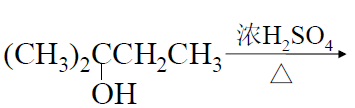 浓H₂SO₄
(CH₃)₂CCH₂CH₃
△
OH